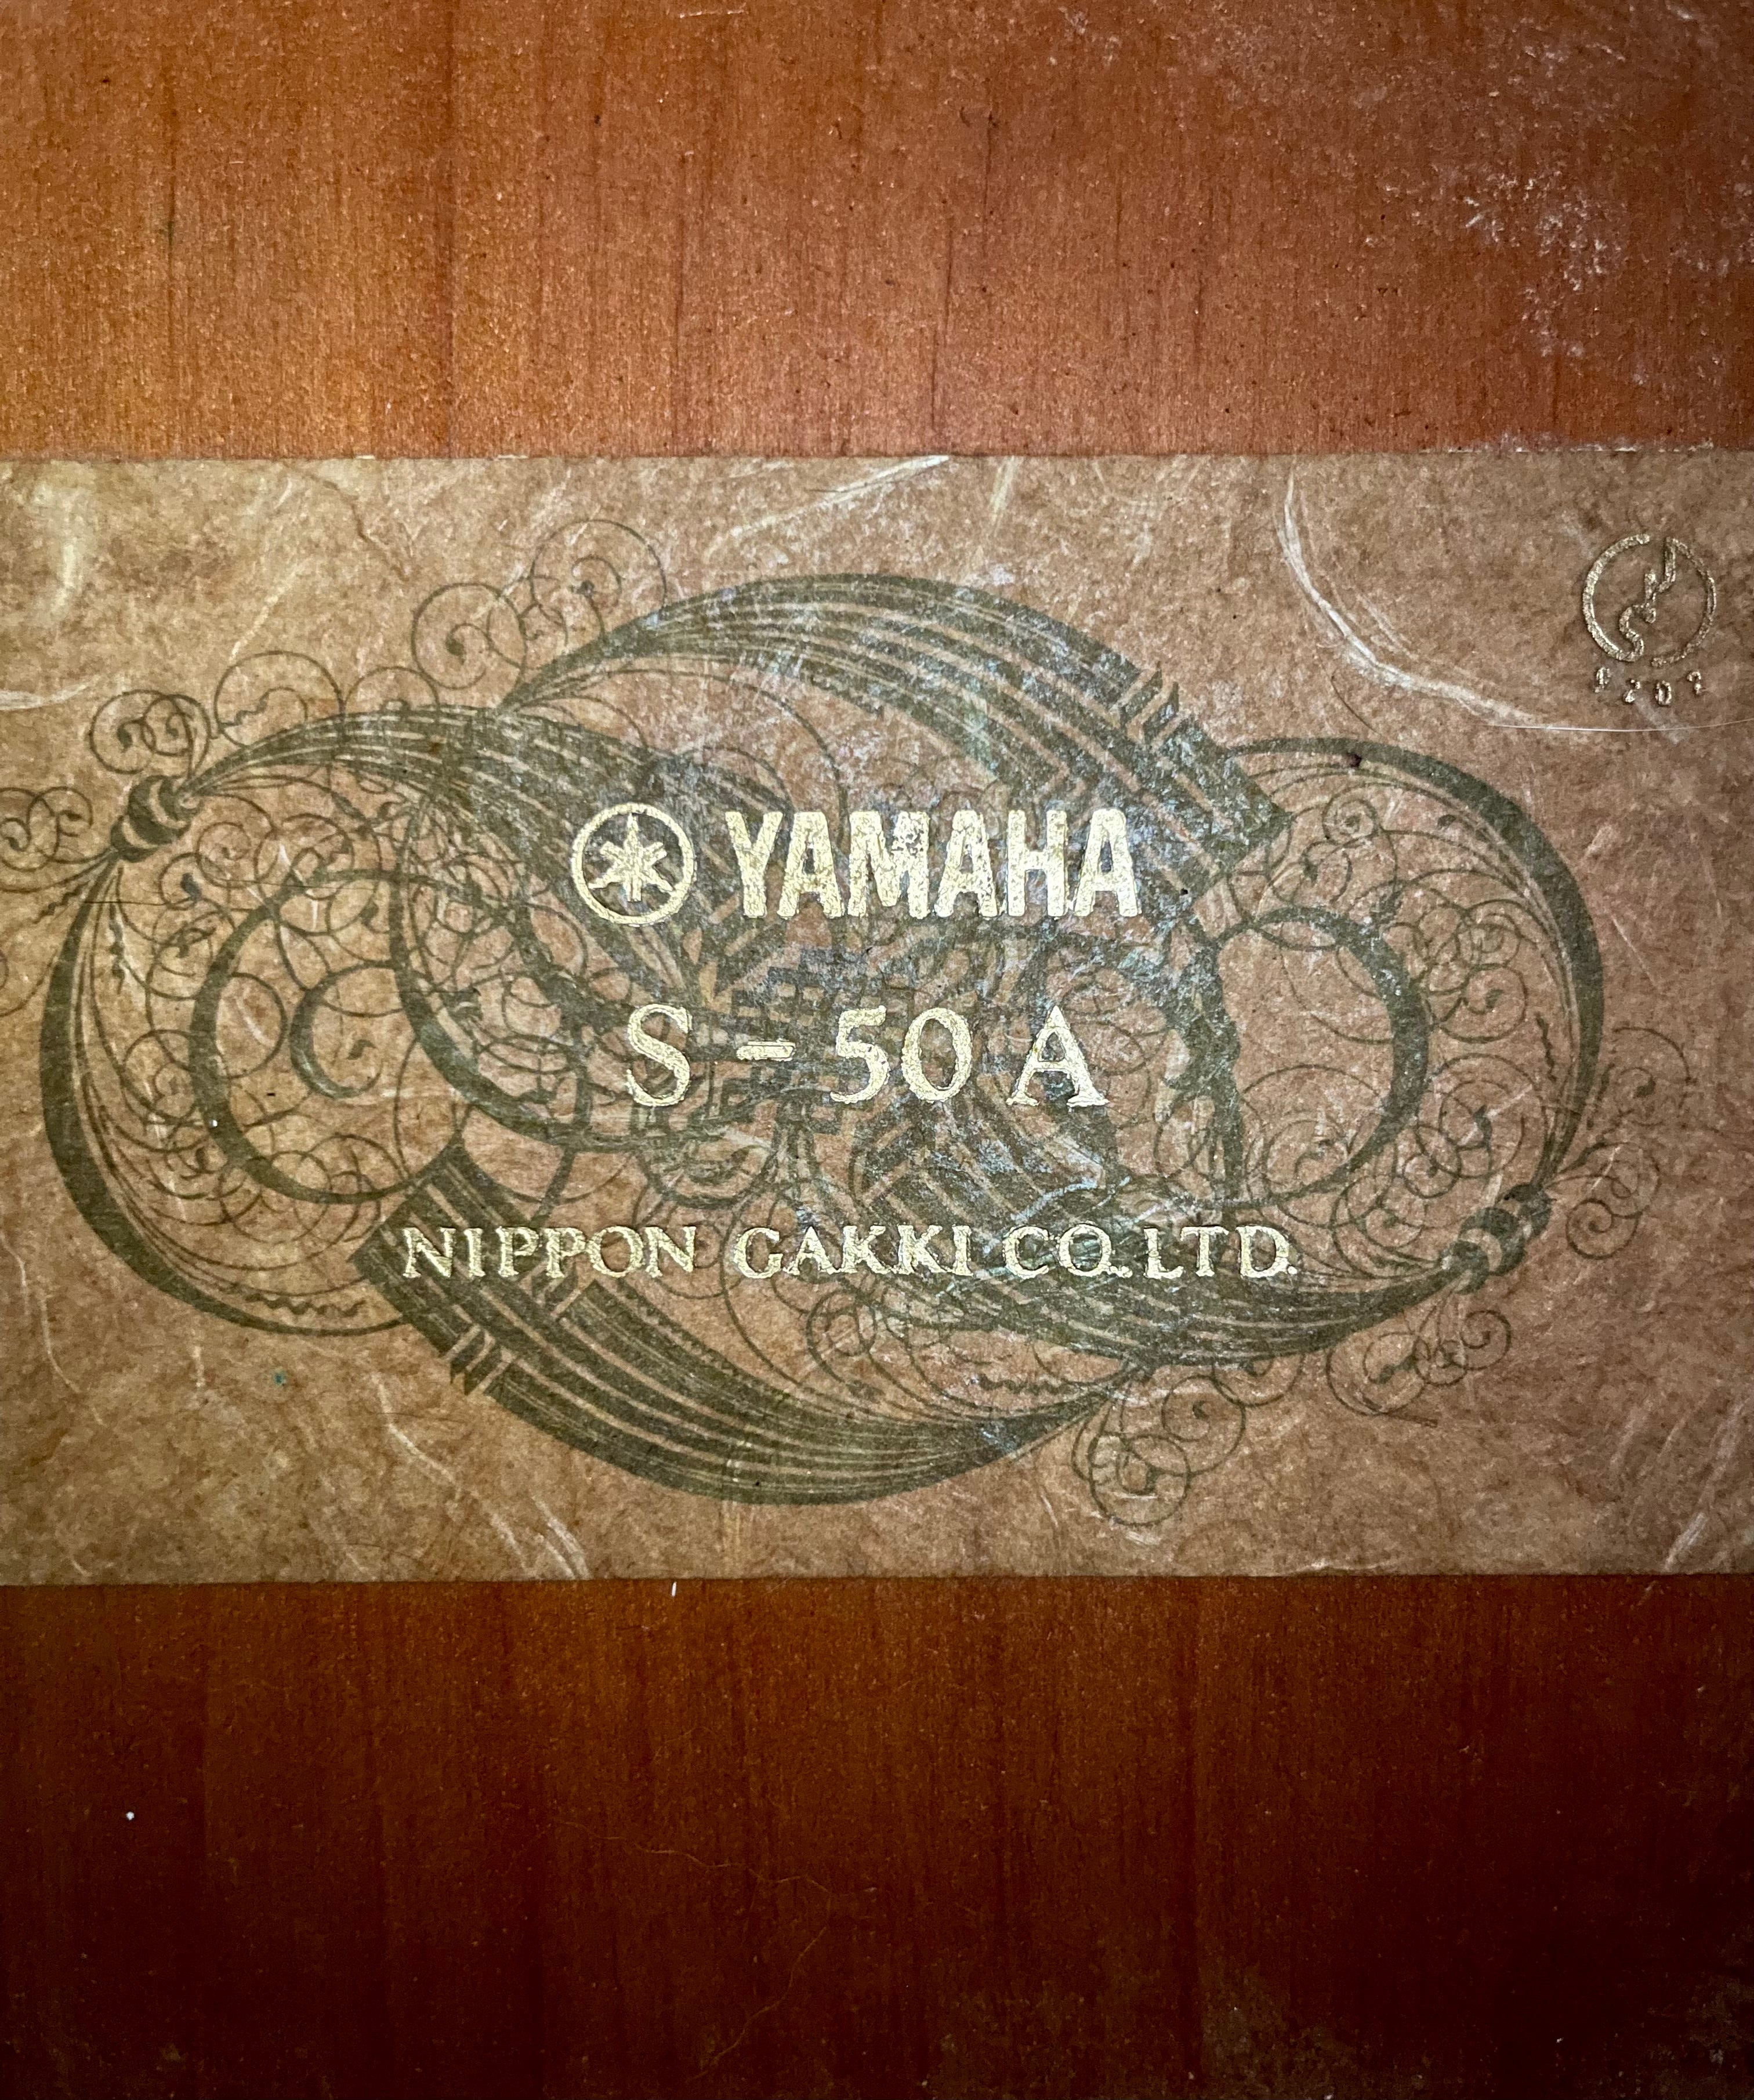 YAMAHA
S-50A
NIPPON GAKKI CO. LTD.